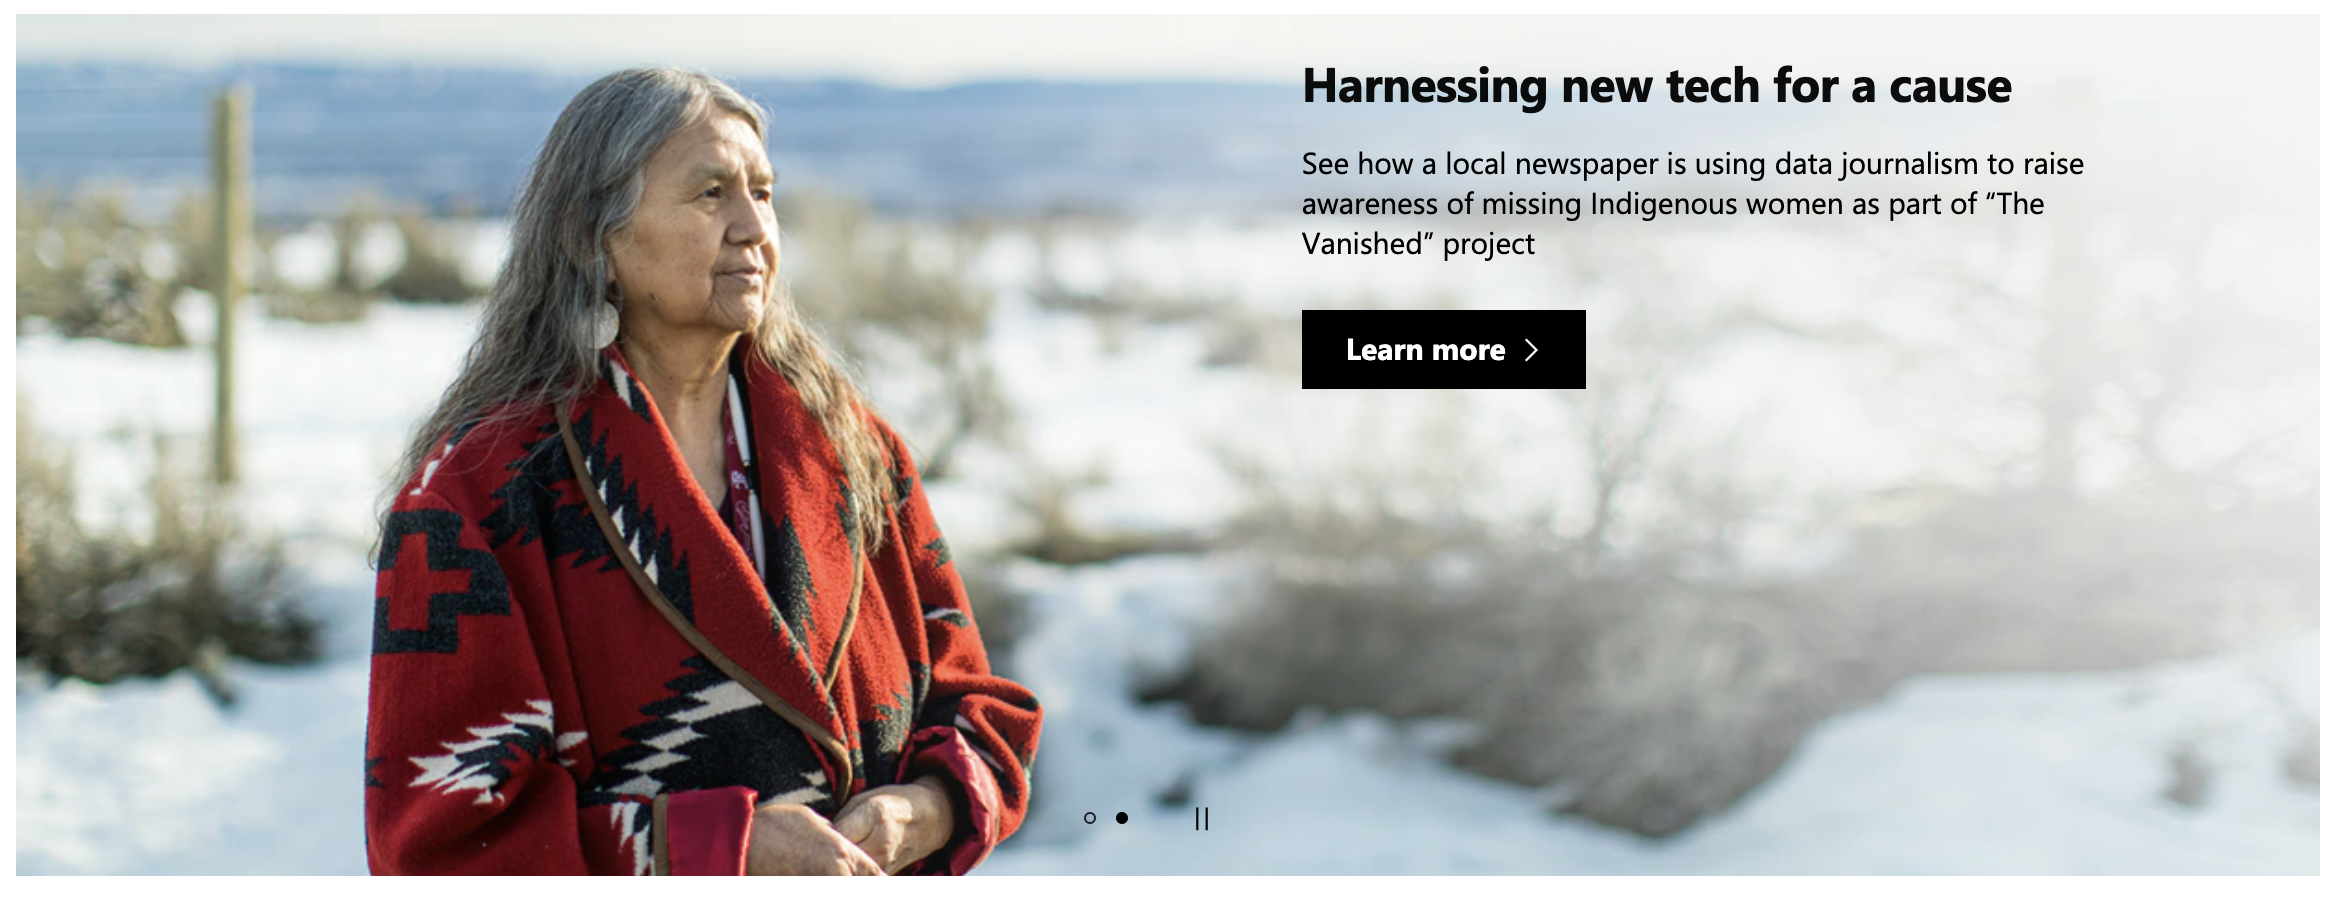 Harnessing new tech for a cause
See how a local newspaper is using data journalism to raise
awareness of missing Indigenous women as part of “The
Vanished” project
Learn more